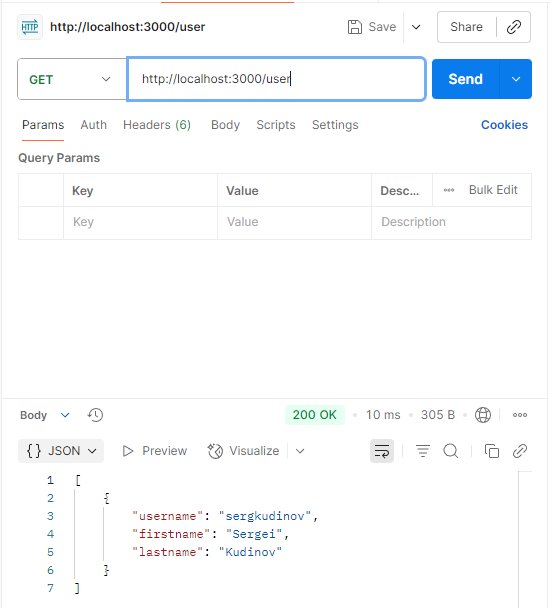 HTTP http://localhost:3000/user Save Share
GET http://localhost:3000/user Send
Params Auth Headers (6) Body Scripts Settings Cookies
Query Params
Key Value Desc... Bulk Edit
Key Value Description
Body 200 OK • 10 ms • 305 B •
{} JSON Preview Visualize
1 [
2 {
3 "username": "sergkudinov",
4 "firstname": "Sergei",
5 "lastname": "Kudinov"
6 }
7 ]